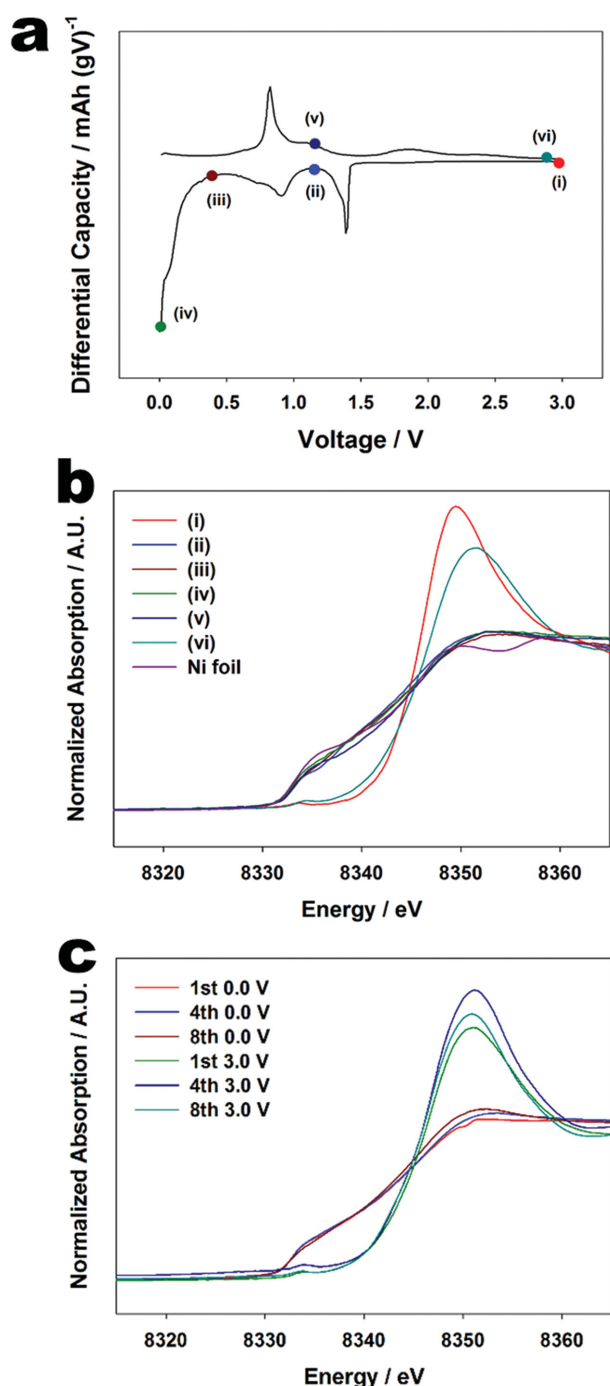 a
Differential Capacity / mAh (gV)⁻¹
(v)
(vi)
(iii)
(ii)
(i)
(iv)
0.0 0.5 1.0 1.5 2.0 2.5 3.0
Voltage / V
b
Normalized Absorption / A.U.
(i)
(ii)
(iii)
(iv)
(v)
(vi)
Ni foil
8320 8330 8340 8350 8360
Energy / eV
c
Normalized Absorption / A.U.
1st 0.0 V
4th 0.0 V
8th 0.0 V
1st 3.0 V
4th 3.0 V
8th 3.0 V
8320 8330 8340 8350 8360
Energy / eV